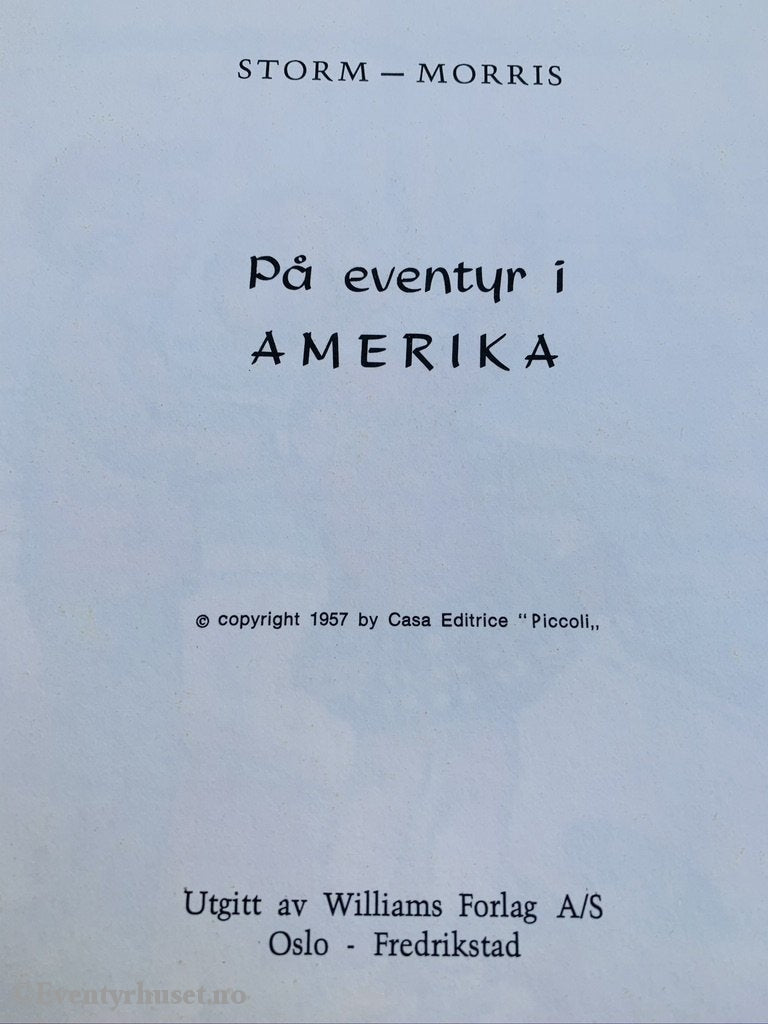 STORM — MORRIS
På eventyr i
AMERIKA
© copyright 1957 by Casa Editrice “Piccoli„
Utgitt av Williams Forlag A/S
Oslo - Fredrikstad
©Eventyrhuset.no